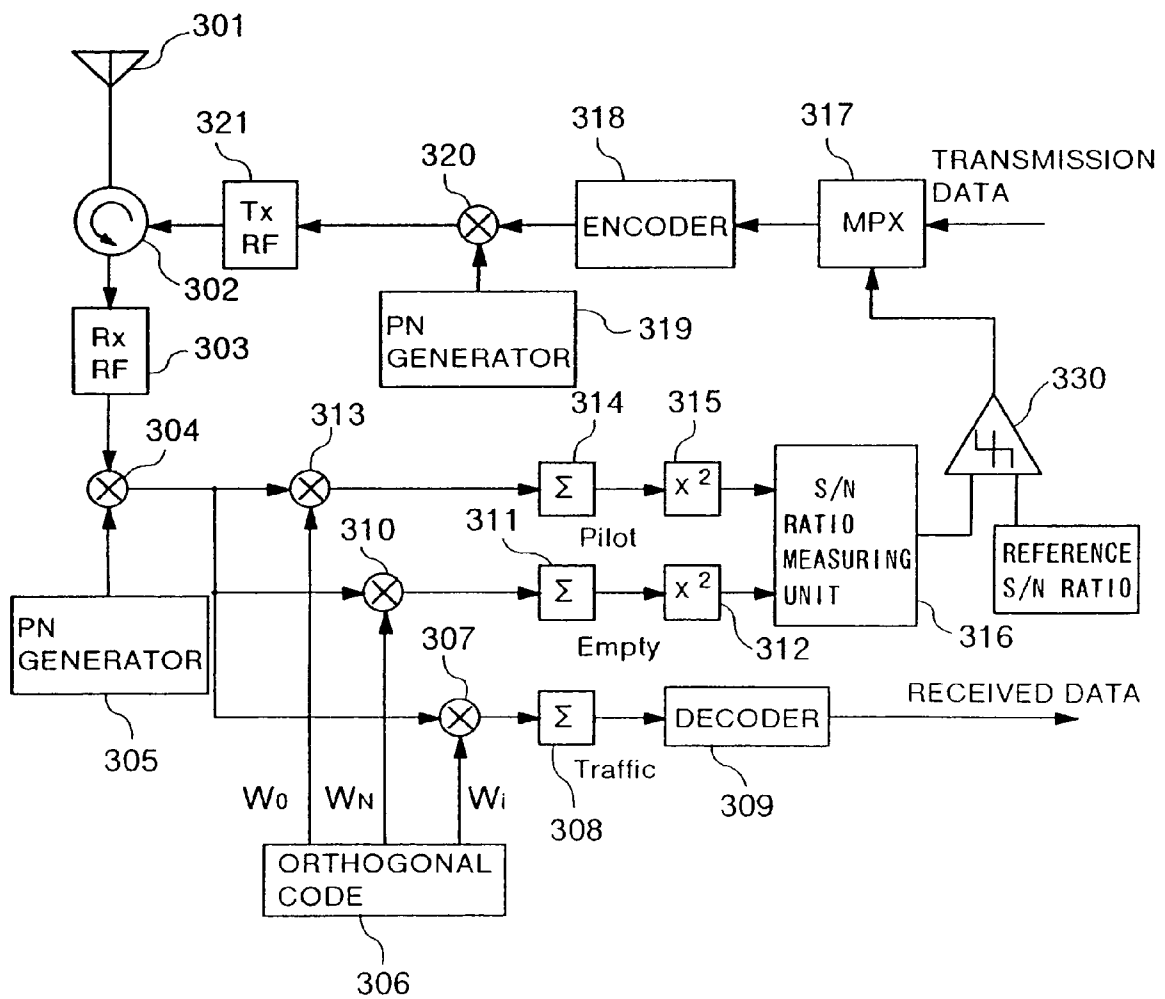 301
321
320
318
317
TRANSMISSION
DATA
Tx
RF
ENCODER
MPX
302
PN
GENERATOR
319
Rx
RF
303
330
304
313
314
315
Σ
X²
S/N
RATIO
MEASURING
UNIT
Pilot
310
311
REFERENCE
S/N RATIO
Σ
X²
PN
GENERATOR
Empty
312
316
307
305
Σ
DECODER
RECEIVED DATA
Traffic
308
309
W0
WN
Wi
ORTHOGONAL
CODE
306